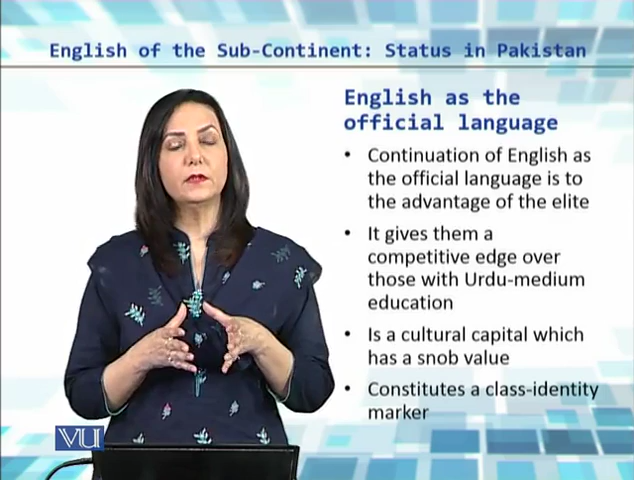 English of the Sub-Continent: Status in Pakistan
English as the
official language
• Continuation of English as
the official language is to
the advantage of the elite
• It gives them a
competitive edge over
those with Urdu-medium
education
• Is a cultural capital which
has a snob value
• Constitutes a class-identity
marker
VU